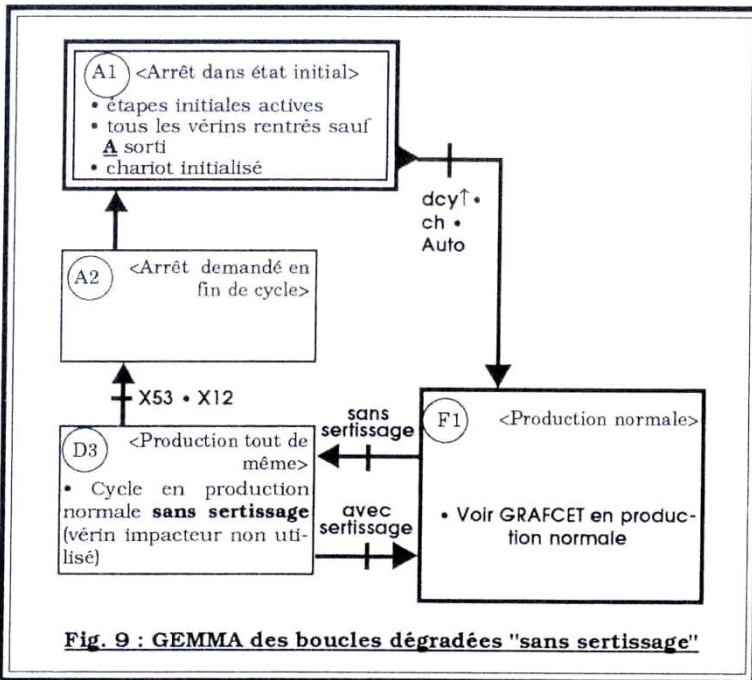 A1 <Arrêt dans état initial>
• étapes initiales actives
• tous les vérins rentrés sauf
A sorti
• chariot initialisé
dcy↑ •
ch •
Auto
A2 <Arrêt demandé en
fin de cycle>
X53 • X12
D3 <Production tout de
même>
• Cycle en production
normale sans sertissage
(vérin impacteur non uti-
lisé)
sans
sertissage
avec
sertissage
F1 <Production normale>
• Voir GRAFCET en produc-
tion normale
Fig. 9 : GEMMA des boucles dégradées "sans sertissage"